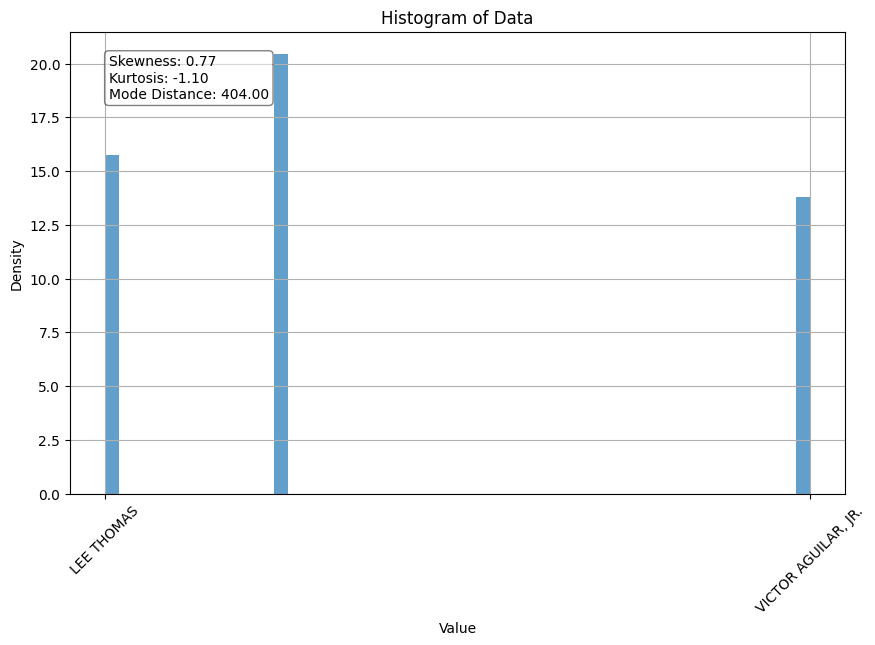 Histogram of Data
Skewness: 0.77
Kurtosis: -1.10
Mode Distance: 404.00
20.0
17.5
15.0
12.5
10.0
7.5
5.0
2.5
0.0
Density
LEE THOMAS
VICTOR AGUILAR, JR.
Value